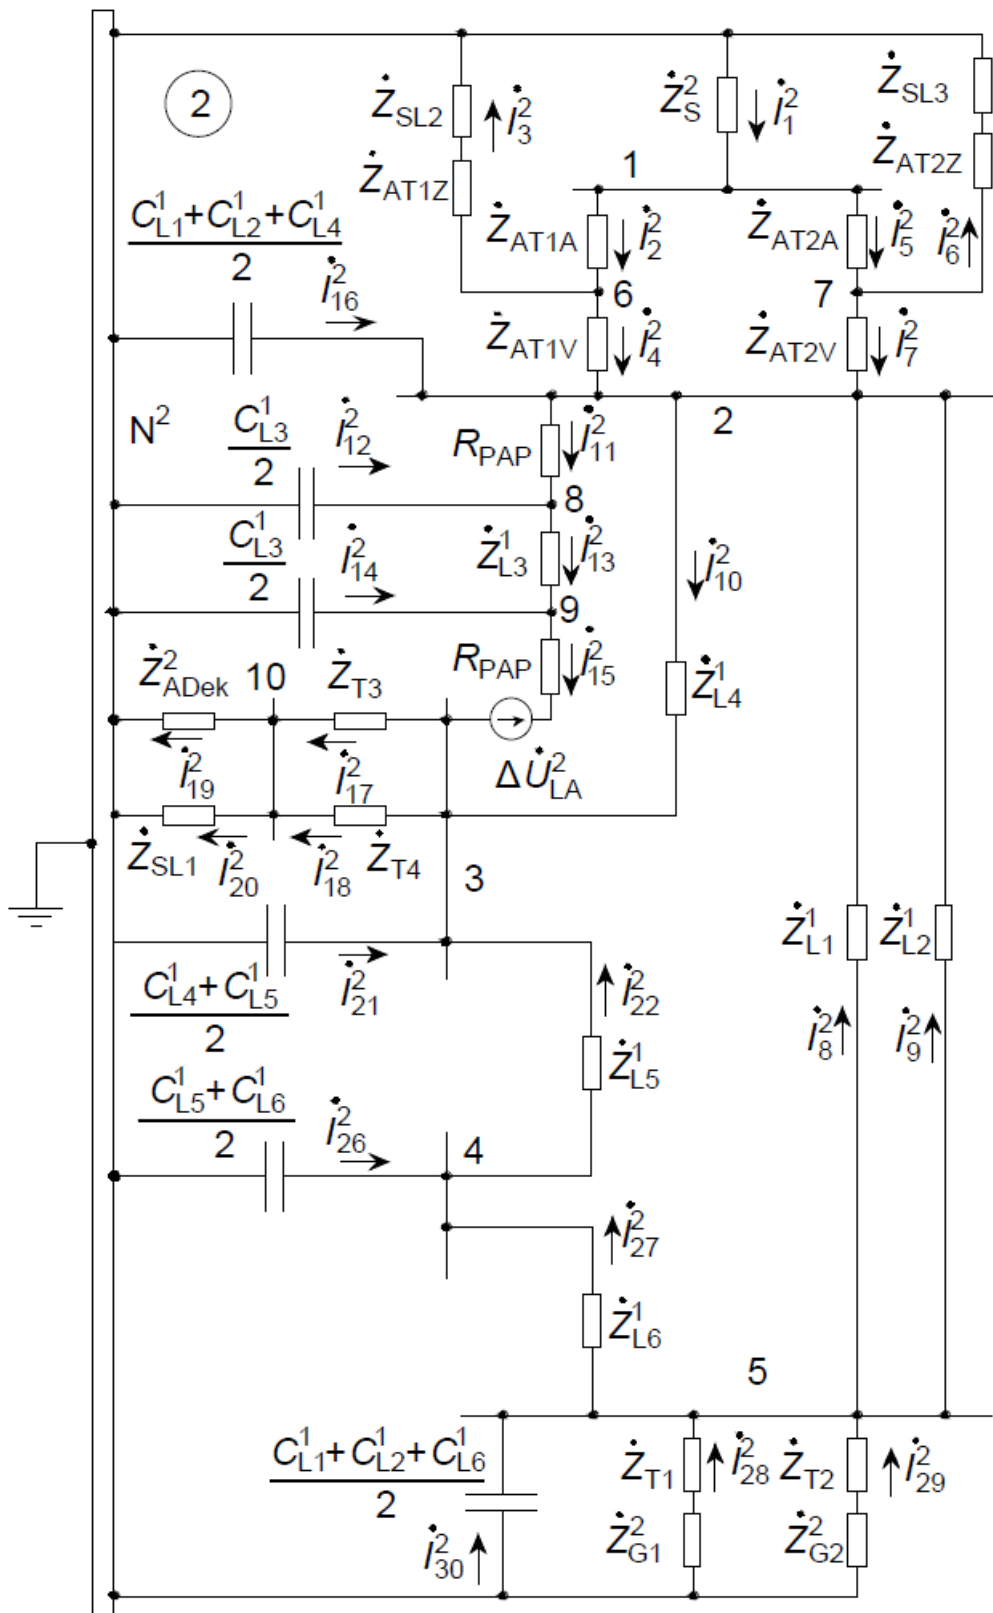 2
Ż_SL2
İ_3^2
Ż_S^2
İ_1^2
Ż_SL3
Ż_AT1Z
Ż_AT2Z
1
C_L1^1+C_L2^1+C_L4^1
2
İ_16^2
Ż_AT1A
İ_2^2
Ż_AT2A
İ_5^2
İ_6^2
6
7
Ż_AT1V
İ_4^2
Ż_AT2V
İ_7^2
N^2
2
C_L3^1
2
İ_12^2
R_PAP
İ_11^2
8
C_L3^1
2
İ_14^2
Ż_L3^1
İ_13^2
İ_10^2
9
R_PAP
İ_15^2
Ż_L4^1
Ż_ADek^2
10
Ż_T3
İ_19^2
İ_17^2
ΔU̇_LA^2
Ż_SL1
İ_20^2
İ_18^2
Ż_T4
3
Ż_L1^1
Ż_L2^1
C_L4^1+C_L5^1
2
İ_21^2
İ_22^2
İ_8^2
İ_9^2
Ż_L5^1
C_L5^1+C_L6^1
2
İ_26^2
4
İ_27^2
Ż_L6^1
5
C_L1^1+C_L2^1+C_L6^1
2
Ż_T1
İ_28^2
Ż_T2
İ_29^2
İ_30^2
Ż_G1^2
Ż_G2^2